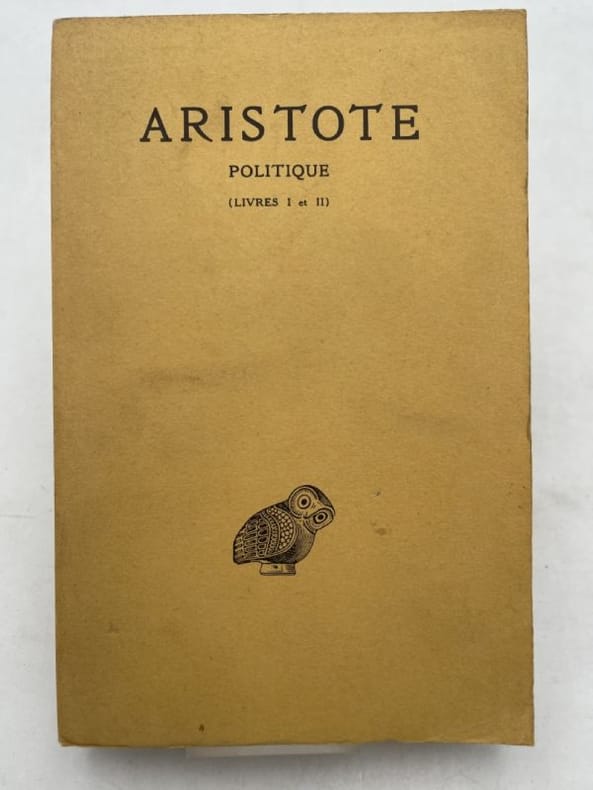 ARISTOTE
POLITIQUE
(LIVRES I et II)